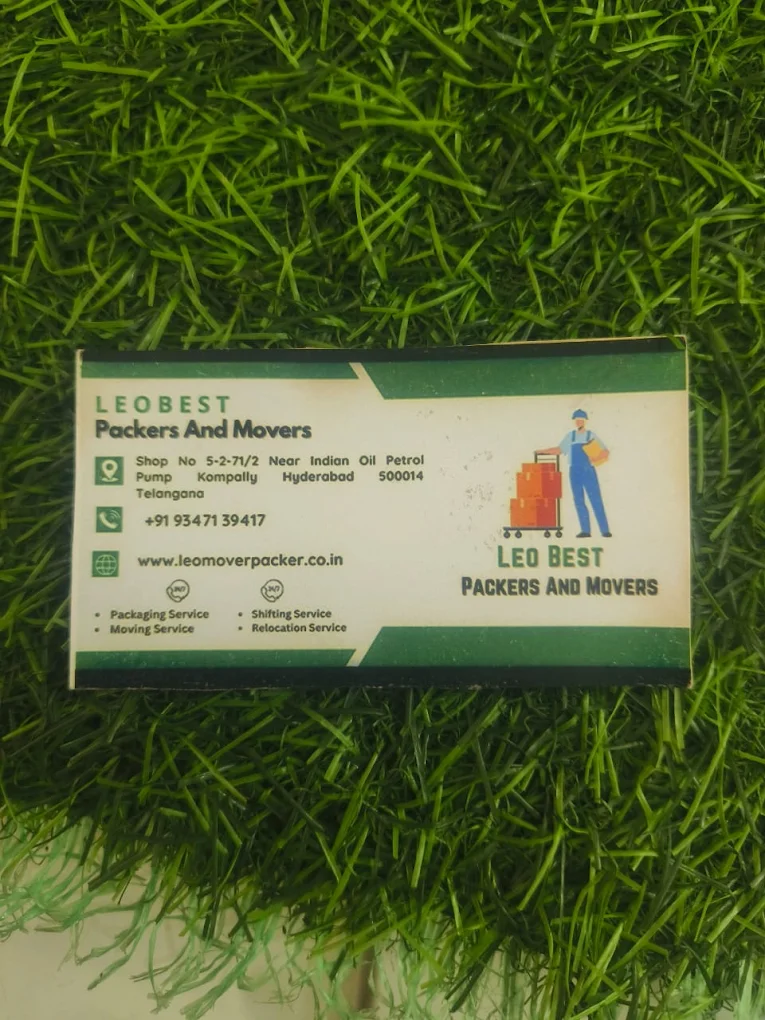 LEOBEST
Packers And Movers
Shop No 5-2-71/2 Near Indian Oil Petrol
Pump Kompally Hyderabad 500014
Telangana
+91 93471 39417
www.leomoverpacker.co.in
24/7 24/7
• Packaging Service • Shifting Service
• Moving Service • Relocation Service
LEO BEST
PACKERS AND MOVERS